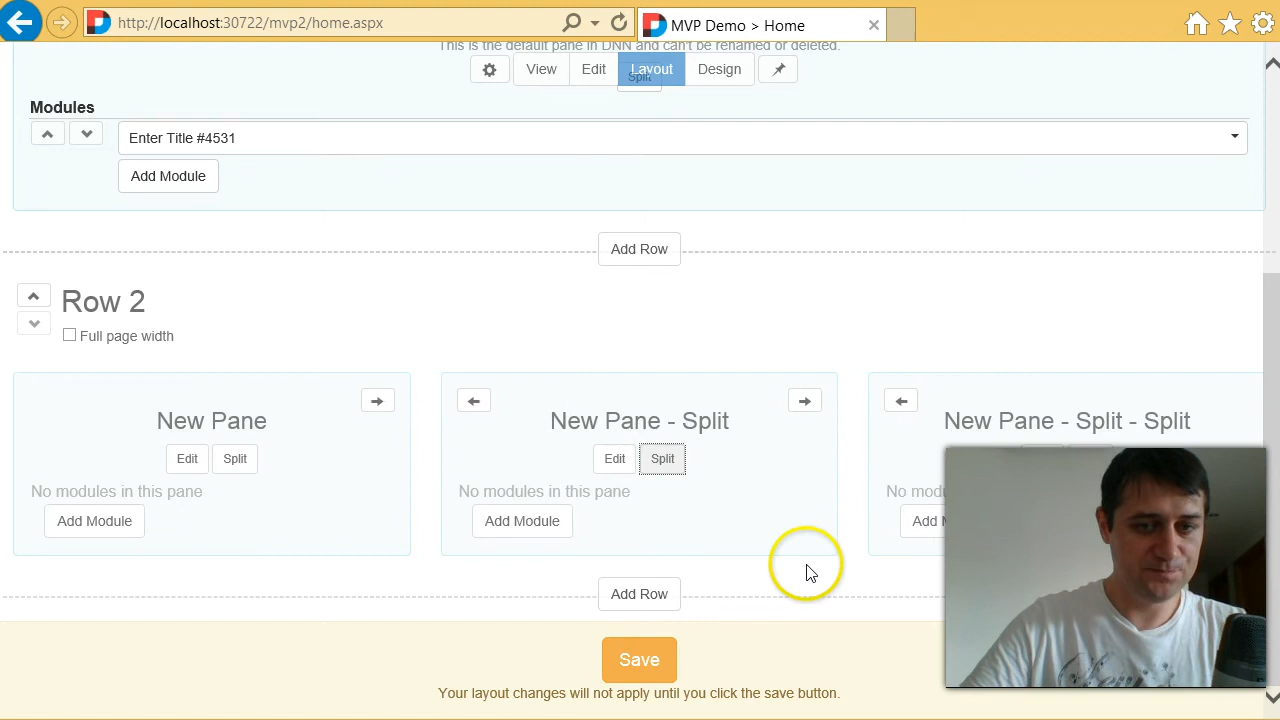 http://localhost:30722/mvp2/home.aspx
MVP Demo > Home
This is the default pane in DNN and can't be renamed or deleted.
View Edit Layout Design
Split
Modules
Enter Title #4531
Add Module
Add Row
Row 2
Full page width
New Pane New Pane - Split New Pane - Split - Split
Edit Split Edit Split
No modules in this pane No modules in this pane No
Add Module Add Module Add
Add Row
Save
Your layout changes will not apply until you click the save button.